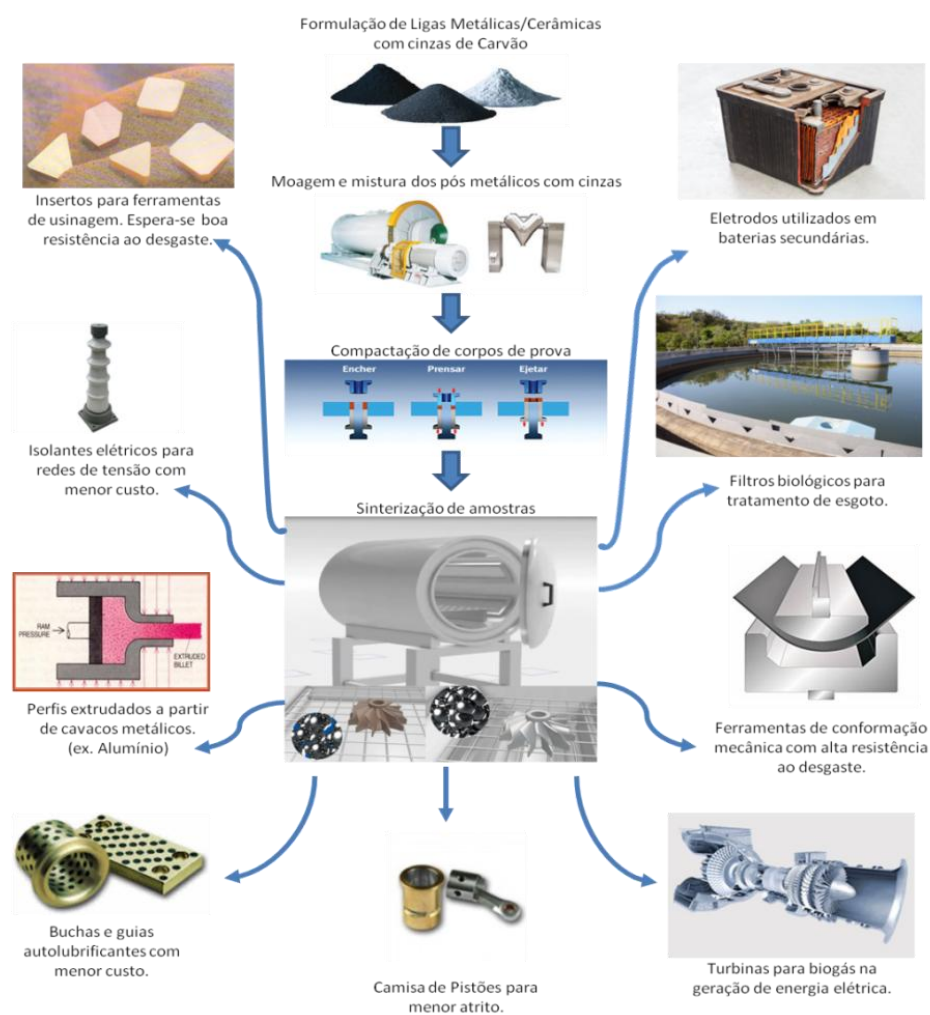 Formulação de Ligas Metálicas/Cerâmicas
com cinzas de Carvão
Moagem e mistura dos pós metálicos com cinzas
Compactação de corpos de prova
Encher
Prensar
Ejetar
Sinterização de amostras
Insertos para ferramentas
de usinagem. Espera-se boa
resistência ao desgaste.
Isolantes elétricos para
redes de tensão com
menor custo.
RAM
PRESSURE
EXTRUDED
BILLET
Perfis extrudados a partir
de cavacos metálicos.
(ex. Alumínio)
Buchas e guias
autolubrificantes com
menor custo.
Camisa de Pistões para
menor atrito.
Eletrodos utilizados em
baterias secundárias.
Filtros biológicos para
tratamento de esgoto.
Ferramentas de conformação
mecânica com alta resistência
ao desgaste.
Turbinas para biogás na
geração de energia elétrica.